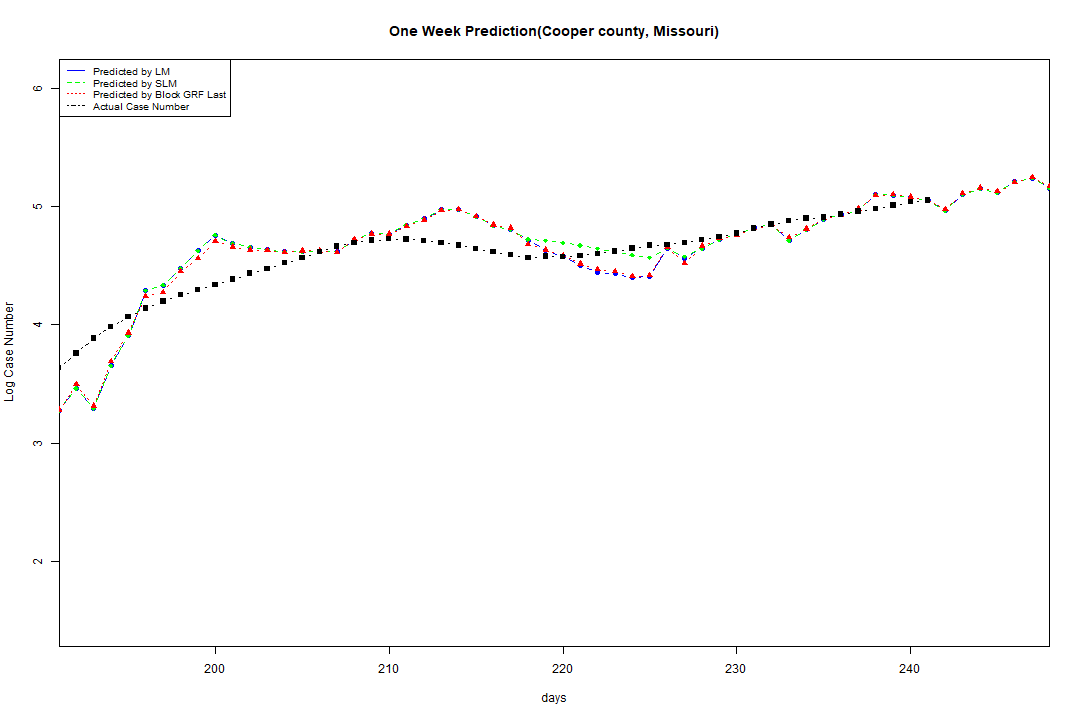 One Week Prediction(Cooper county, Missouri)
Predicted by LM
Predicted by SLM
Predicted by Block GRF Last
Actual Case Number
6
5
4
3
2
Log Case Number
200 210 220 230 240
days